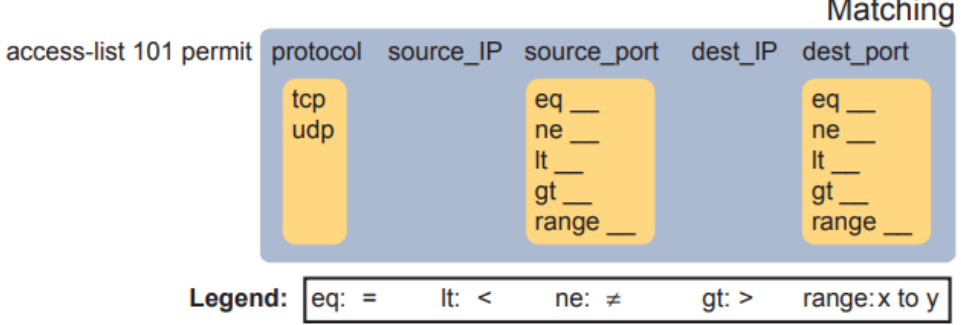 Matching
access-list 101 permit protocol source_IP source_port dest_IP dest_port
tcp eq __ eq __
udp ne __ ne __
lt __ lt __
gt __ gt __
range __ range __
Legend: eq: = lt: < ne: ≠ gt: > range: x to y